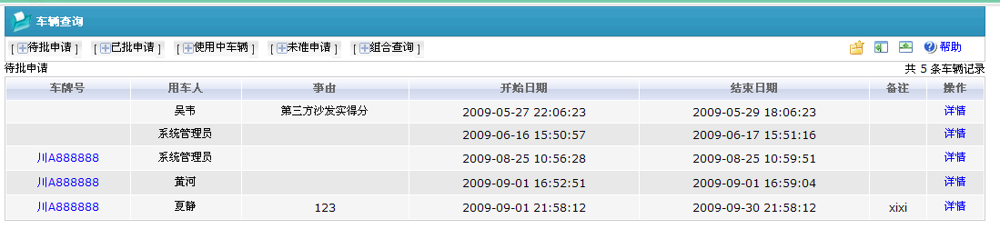 车辆查询
[ 待批申请 ] [ 已批申请 ] [ 使用中车辆 ] [ 未准申请 ] [ 组合查询 ] 帮助
待批申请 共 5 条车辆记录
车牌号 用车人 事由 开始日期 结束日期 备注 操作
吴韦 第三方沙发实得分 2009-05-27 22:06:23 2009-05-29 18:06:23 详情
系统管理员 2009-06-16 15:50:57 2009-06-17 15:51:16 详情
川A888888 系统管理员 2009-08-25 10:56:28 2009-08-25 10:59:51 详情
川A888888 黄河 2009-09-01 16:52:51 2009-09-01 16:59:04 详情
川A888888 夏静 123 2009-09-01 21:58:12 2009-09-30 21:58:12 xixi 详情